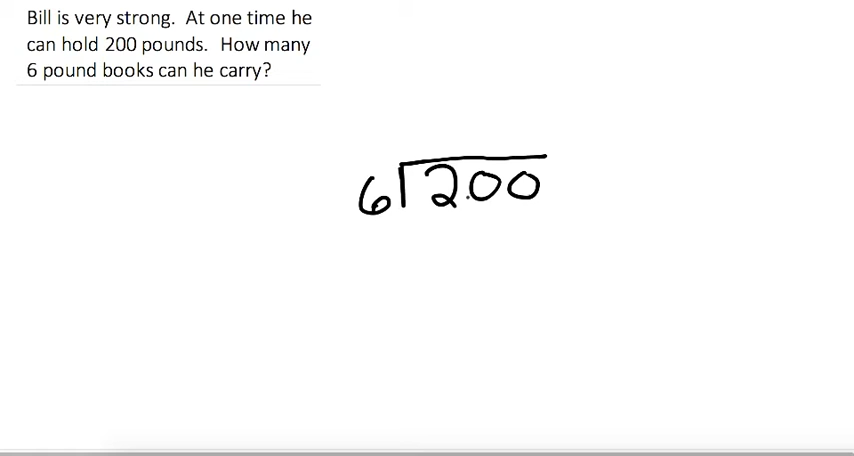 Bill is very strong.  At one time he
can hold 200 pounds.  How many
6 pound books can he carry?
6⟌200